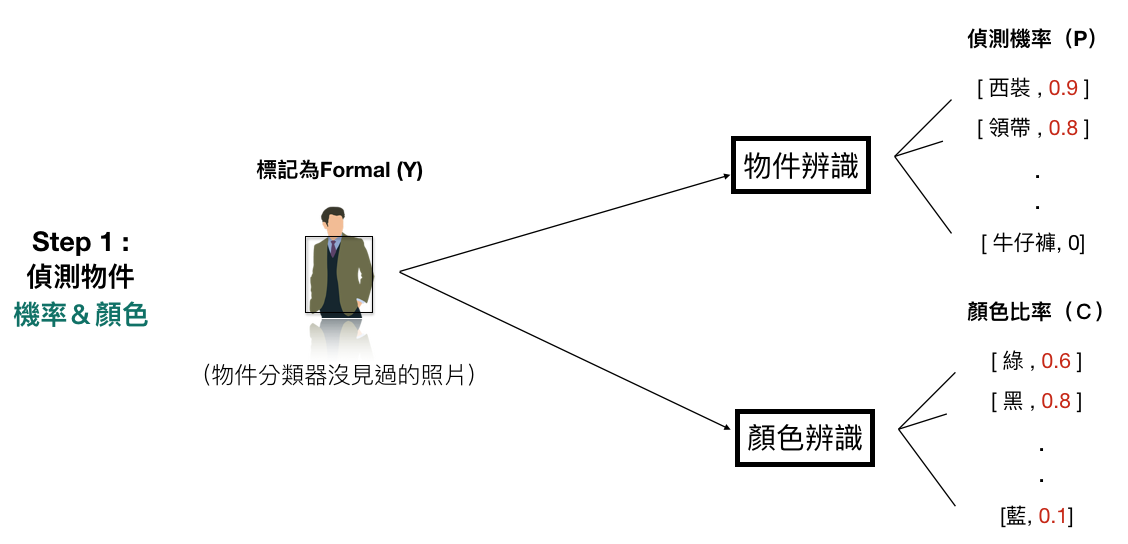 Step 1 :
偵測物件
機率＆顏色
標記為Formal (Y)
（物件分類器沒見過的照片）
物件辨識
顏色辨識
偵測機率（P）
[ 西裝 , 0.9 ]
[ 領帶 , 0.8 ]
.
.
[ 牛仔褲, 0]
顏色比率（ C ）
[ 綠 , 0.6 ]
[ 黑 , 0.8 ]
.
.
[藍, 0.1]